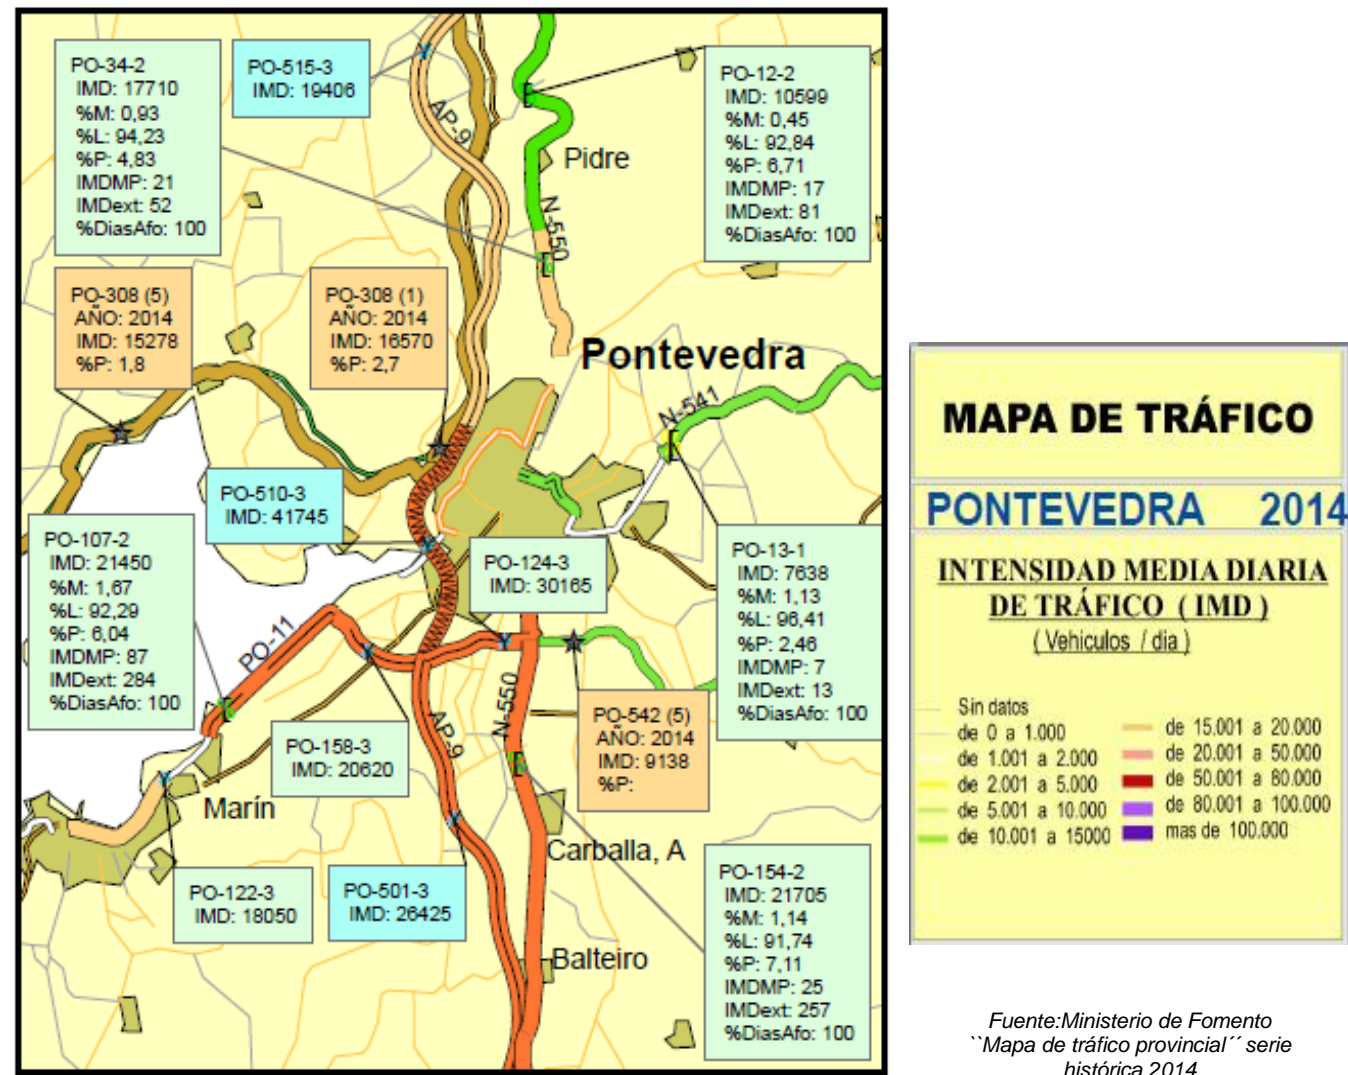 PO-34-2
IMD: 17710
%M: 0,93
%L: 94,23
%P: 4,83
IMDMP: 21
IMDext: 52
%DiasAfo: 100
PO-515-3
IMD: 19406
PO-12-2
IMD: 10599
%M: 0,45
%L: 92,84
%P: 6,71
IMDMP: 17
IMDext: 81
%DiasAfo: 100
AP-9
Pidre
N-550
PO-308 (5)
AÑO: 2014
IMD: 15278
%P: 1,8
PO-308 (1)
AÑO: 2014
IMD: 16570
%P: 2,7
Pontevedra
N-541
PO-510-3
IMD: 41745
PO-107-2
IMD: 21450
%M: 1,67
%L: 92,29
%P: 6,04
IMDMP: 87
IMDext: 284
%DiasAfo: 100
PO-124-3
IMD: 30165
PO-13-1
IMD: 7638
%M: 1,13
%L: 96,41
%P: 2,46
IMDMP: 7
IMDext: 13
%DiasAfo: 100
PO-11
AP-9
N-550
PO-542 (5)
AÑO: 2014
IMD: 9138
%P:
PO-158-3
IMD: 20620
Marín
Carballa, A
PO-122-3
IMD: 18050
PO-501-3
IMD: 26425
PO-154-2
IMD: 21705
%M: 1,14
%L: 91,74
%P: 7,11
IMDMP: 25
IMDext: 257
%DiasAfo: 100
Balteiro
MAPA DE TRÁFICO
PONTEVEDRA 2014
INTENSIDAD MEDIA DIARIA
DE TRÁFICO ( IMD )
( Vehiculos / dia )
Sin datos
de 0 a 1.000
de 1.001 a 2.000
de 2.001 a 5.000
de 5.001 a 10.000
de 10.001 a 15000
de 15.001 a 20.000
de 20.001 a 50.000
de 50.001 a 80.000
de 80.001 a 100.000
mas de 100.000
Fuente:Ministerio de Fomento
``Mapa de tráfico provincial´´ serie
histórica 2014